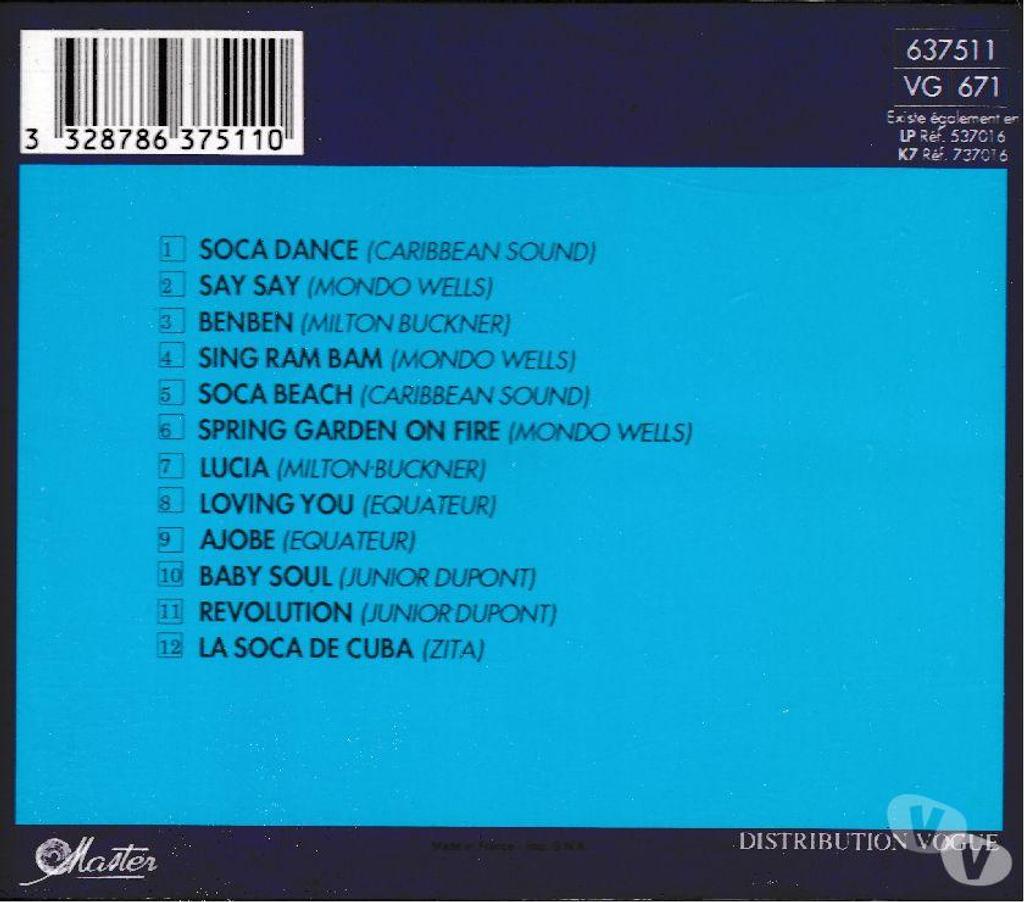 3 328786 375110
637511
VG 671
Existe également en
LP Réf. 537016
K7 Réf. 737016
1 SOCA DANCE (CARIBBEAN SOUND)
2 SAY SAY (MONDO WELLS)
3 BENBEN (MILTON BUCKNER)
4 SING RAM BAM (MONDO WELLS)
5 SOCA BEACH (CARIBBEAN SOUND)
6 SPRING GARDEN ON FIRE (MONDO WELLS)
7 LUCIA (MILTON-BUCKNER)
8 LOVING YOU (EQUATEUR)
9 AJOBE (EQUATEUR)
10 BABY SOUL (JUNIOR DUPONT)
11 REVOLUTION (JUNIOR DUPONT)
12 LA SOCA DE CUBA (ZITA)
Master
Made in France - Imp. S.N.A.
DISTRIBUTION VOGUE
V
V